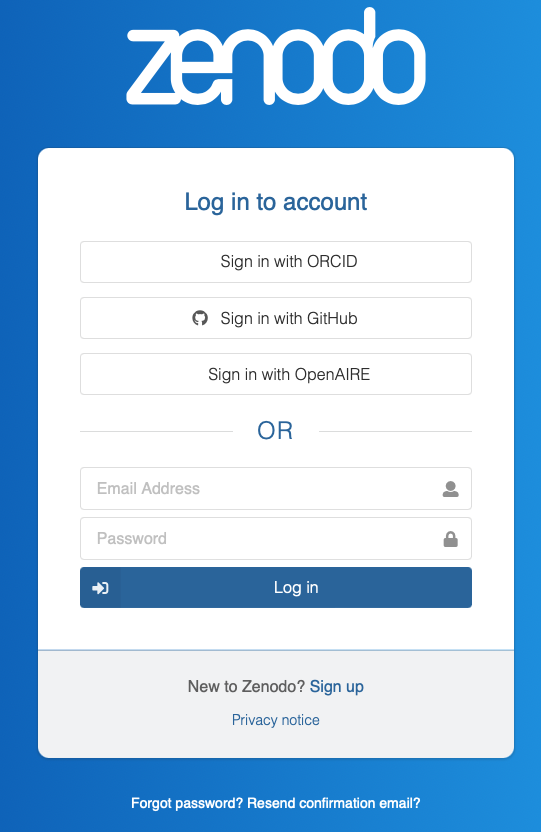 zenodo
Log in to account
Sign in with ORCID
Sign in with GitHub
Sign in with OpenAIRE
OR
Email Address
Password
Log in
New to Zenodo? Sign up
Privacy notice
Forgot password? Resend confirmation email?